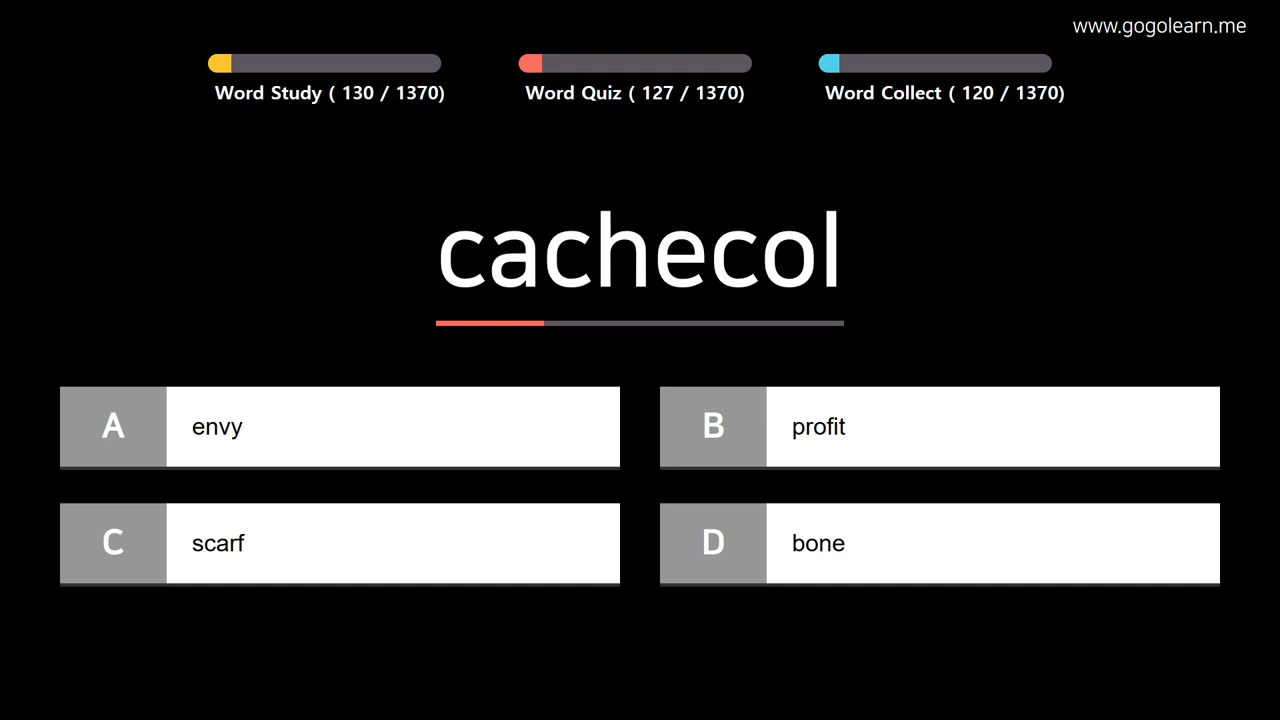 www.gogolearn.me
Word Study ( 130 / 1370)
Word Quiz ( 127 / 1370)
Word Collect ( 120 / 1370)
cachecol
A envy
B profit
C scarf
D bone